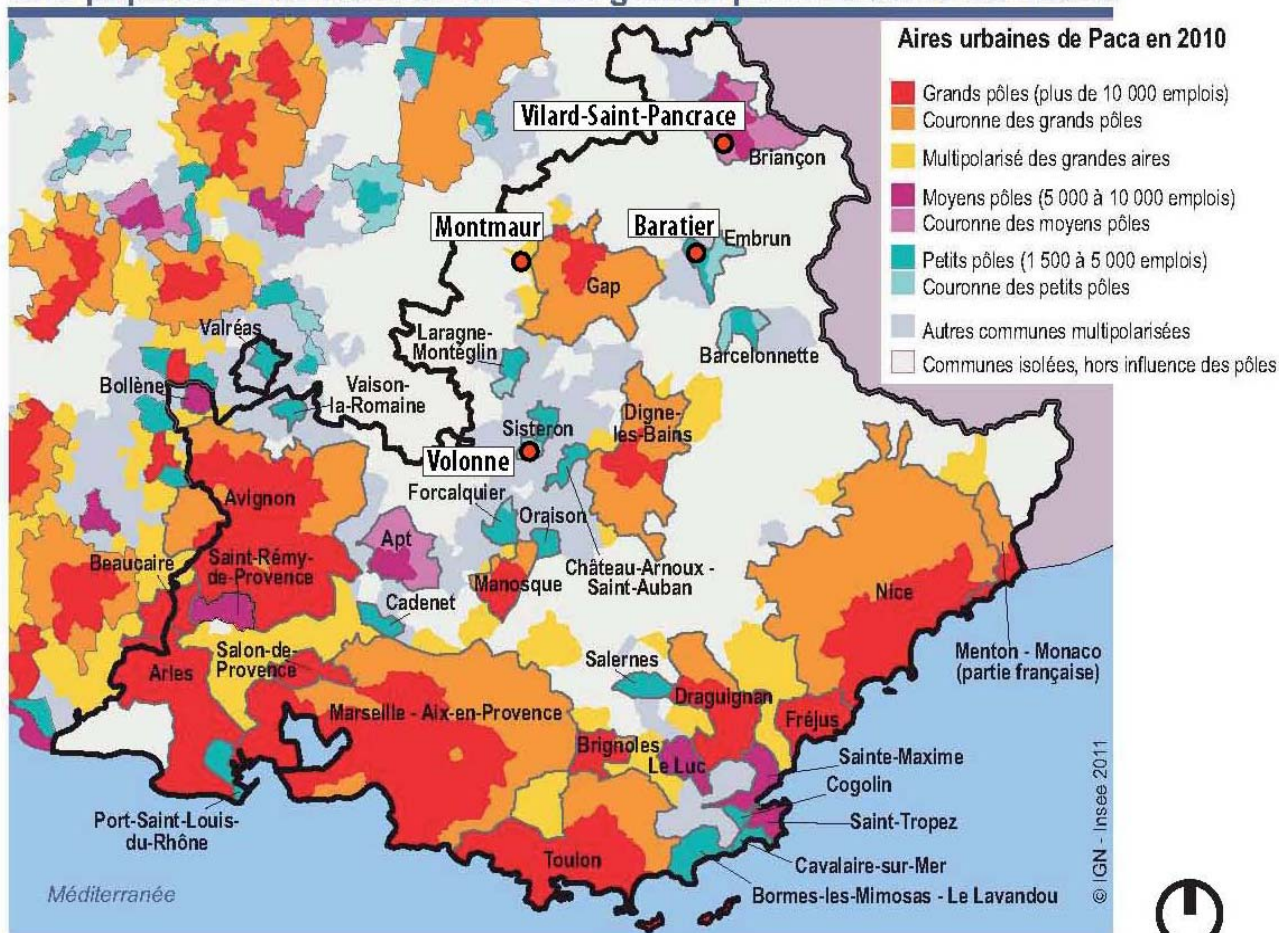 Aires urbaines de Paca en 2010
Grands pôles (plus de 10 000 emplois)
Couronne des grands pôles
Multipolarisé des grandes aires
Moyens pôles (5 000 à 10 000 emplois)
Couronne des moyens pôles
Petits pôles (1 500 à 5 000 emplois)
Couronne des petits pôles
Autres communes multipolarisées
Communes isolées, hors influence des pôles
Vilard-Saint-Pancrace
Briançon
Montmaur
Baratier
Embrun
Gap
Valréas
Laragne-
Montéglin
Barcelonnette
Bollène
Vaison-
la-Romaine
Digne-
les-Bains
Sisteron
Volonne
Avignon
Forcalquier
Oraison
Apt
Beaucaire
Saint-Rémy-
de-Provence
Manosque
Château-Arnoux -
Saint-Auban
Nice
Cadenet
Menton - Monaco
(partie française)
Salon-de-
Provence
Arles
Salernes
Draguignan
Marseille - Aix-en-Provence
Fréjus
Brignoles
Le Luc
Sainte-Maxime
Cogolin
Saint-Tropez
Port-Saint-Louis-
du-Rhône
Toulon
Cavalaire-sur-Mer
Bormes-les-Mimosas - Le Lavandou
Méditerranée
© IGN - Insee 2011